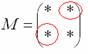 M = ( * *
* * )